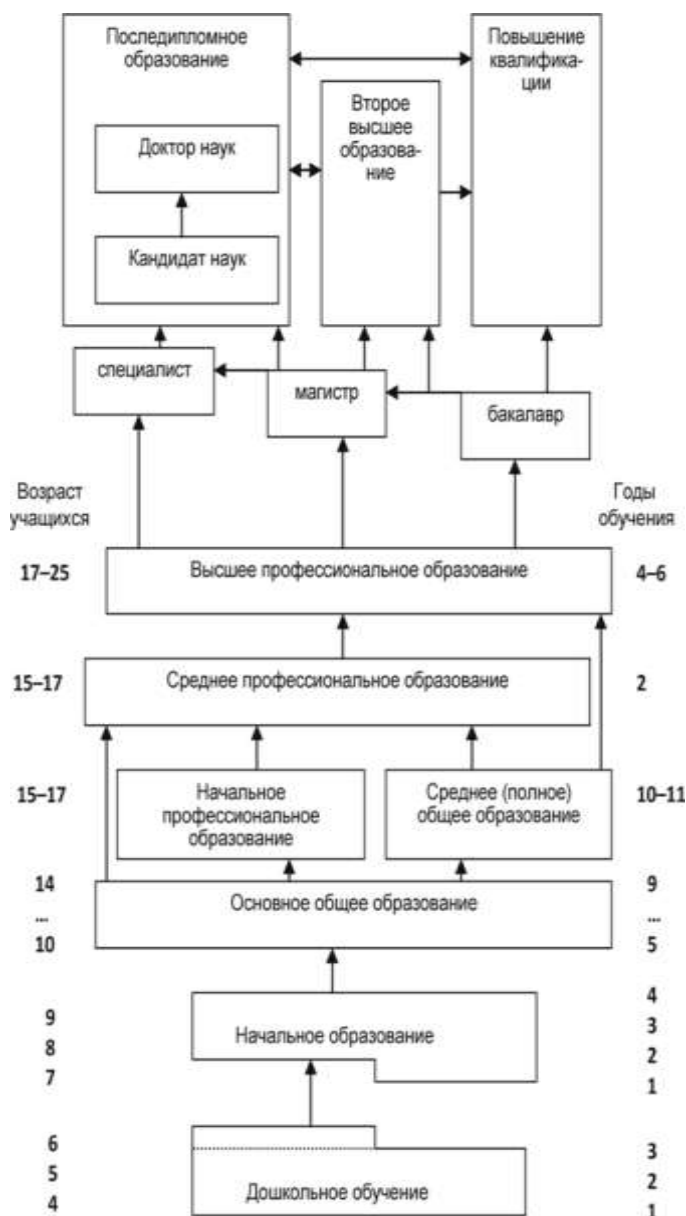 Последипломное
образование
Повышение
квалифика-
ции
Второе
высшее
образова-
ние
Доктор наук
Кандидат наук
специалист
магистр
бакалавр
Возраст
учащихся
Годы
обучения
17–25
Высшее профессиональное образование
4–6
15–17
Среднее профессиональное образование
2
15–17
Начальное
профессиональное
образование
Среднее (полное)
общее образование
10–11
14
...
10
Основное общее образование
9
...
5
9
8
7
Начальное образование
4
3
2
1
6
5
4
Дошкольное обучение
3
2
1